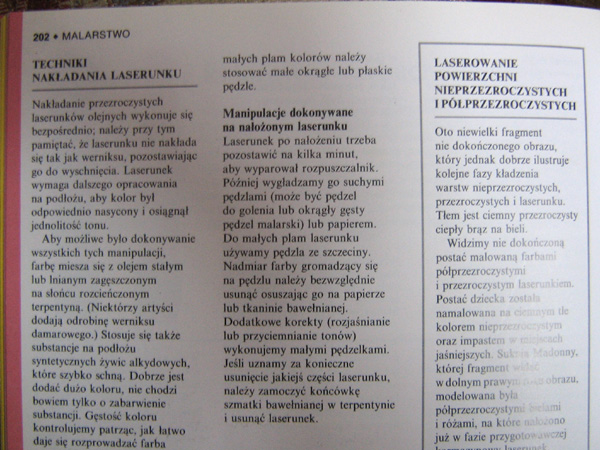 202 • MALARSTWO
TECHNIKI
NAKŁADANIA LASERUNKU
Nakładanie przezroczystych
laserunków olejnych wykonuje się
bezpośrednio; należy przy tym
pamiętać, że laserunku nie nakłada
się tak jak werniksu, pozostawiając
go do wyschnięcia. Laserunek
wymaga dalszego opracowania
na podłożu, aby kolor był
odpowiednio nasycony i osiągnął
jednolitość tonu.
Aby możliwe było dokonywanie
wszystkich tych manipulacji,
farbę miesza się z olejem stałym
lub lnianym zagęszczonym
na słońcu rozcieńczonym
terpentyną. (Niektórzy artyści
dodają odrobinę werniksu
damarowego.) Stosuje się także
substancje na podłożu
syntetycznych żywic alkydowych,
które szybko schną. Dobrze jest
dodać dużo koloru, nie chodzi
bowiem tylko o zabarwienie
substancji. Gęstość koloru
kontrolujemy patrząc, jak łatwo
daje się rozprowadzać farba
małych plam kolorów należy
stosować małe okrągłe lub płaskie
pędzle.
Manipulacje dokonywane
na nałożonym laserunku
Laserunek po nałożeniu trzeba
pozostawić na kilka minut,
aby wyparował rozpuszczalnik.
Później wygładzamy go suchymi
pędzlami (może być pędzel
do golenia lub okrągły gęsty
pędzel malarski) lub papierem.
Do małych plam laserunku
używamy pędzla ze szczeciny.
Nadmiar farby gromadzący się
na pędzlu należy bezwzględnie
usunąć osuszając go na papierze
lub tkaninie bawełnianej.
Dodatkowe korekty (rozjaśnianie
lub przyciemnianie tonów)
wykonujemy małymi pędzelkami.
Jeśli uznamy za konieczne
usunięcie jakiejś części laserunku,
należy zamoczyć końcówkę
szmatki bawełnianej w terpentynie
i usunąć laserunek.
LASEROWANIE
POWIERZCHNI
NIEPRZEZROCZYSTYCH
I PÓŁPRZEZROCZYSTYCH
Oto niewielki fragment
nie dokończonego obrazu,
który jednak dobrze ilustruje
kolejne fazy kładzenia
warstw nieprzezroczystych,
przezroczystych i laserunku.
Tłem jest ciemny przezroczysty
ciepły brąz na bieli.
Widzimy nie dokończoną
postać malowaną farbami
półprzezroczystymi
i przezroczystym laserunkiem.
Postać dziecka została
namalowana na ciemnym tle
kolorem nieprzezroczystym
oraz impastem w miejscach
jaśniejszych. Suknia Madonny,
której fragment widać
w dolnym prawym obrazu,
modelowana była
półprzezroczystymi bielami
i różami, na które nałożono
już w fazie przygotowawczej
laserunek